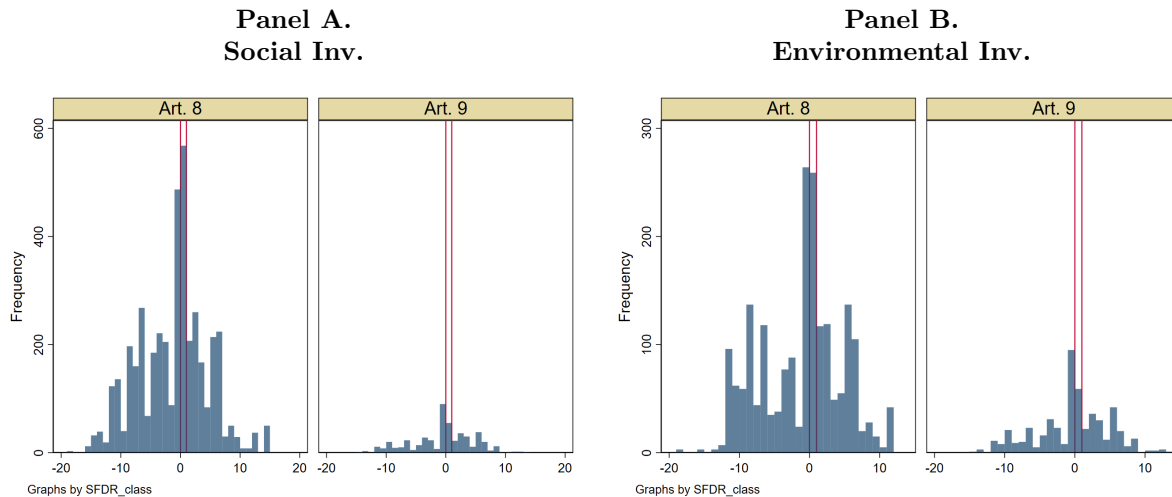 Panel A.
Social Inv.
Art. 8
Art. 9
Frequency
0
200
400
600
-20
-10
0
10
20
-20
-10
0
10
20
Graphs by SFDR_class
Panel B.
Environmental Inv.
Art. 8
Art. 9
Frequency
0
100
200
300
-20
-10
0
10
-20
-10
0
10
Graphs by SFDR_class